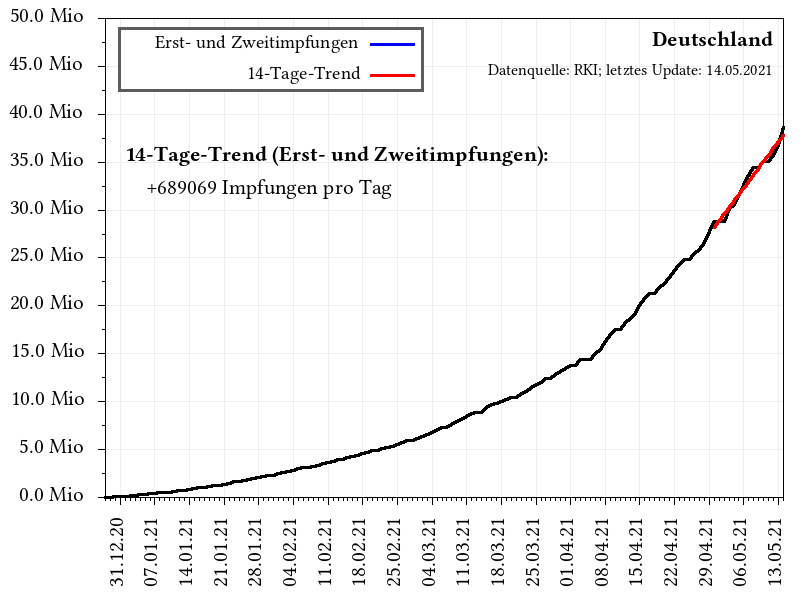 50.0 Mio
45.0 Mio
40.0 Mio
35.0 Mio
30.0 Mio
25.0 Mio
20.0 Mio
15.0 Mio
10.0 Mio
5.0 Mio
0.0 Mio
Erst- und Zweitimpfungen
14-Tage-Trend
Deutschland
Datenquelle: RKI; letztes Update: 14.05.2021
14-Tage-Trend (Erst- und Zweitimpfungen):
+689069 Impfungen pro Tag
31.12.20
07.01.21
14.01.21
21.01.21
28.01.21
04.02.21
11.02.21
18.02.21
25.02.21
04.03.21
11.03.21
18.03.21
25.03.21
01.04.21
08.04.21
15.04.21
22.04.21
29.04.21
06.05.21
13.05.21